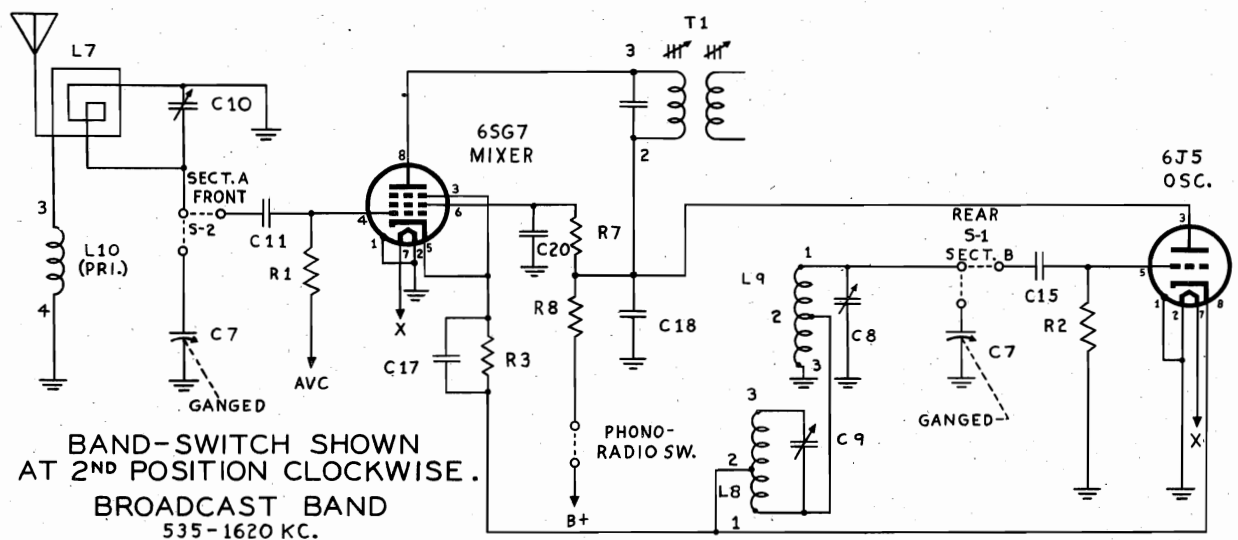 T1
L7
3
C10
6SG7
MIXER
2
6J5
OSC.
8
3
6
4
1
7
2
5
SECT. A
FRONT
S-2
3
L10
(PRI.)
4
C11
R1
C20
R7
REAR
S-1
SECT. B
3
5
1
2
7
8
L9
1
2
3
C15
C8
C7
R2
X
R8
C18
C7
AVC
C17
R3
GANGED
GANGED
X
3
C9
2
L8
1
PHONO-
RADIO SW.
B+
BAND-SWITCH SHOWN
AT 2ND POSITION CLOCKWISE.
BROADCAST BAND
535-1620 KC.